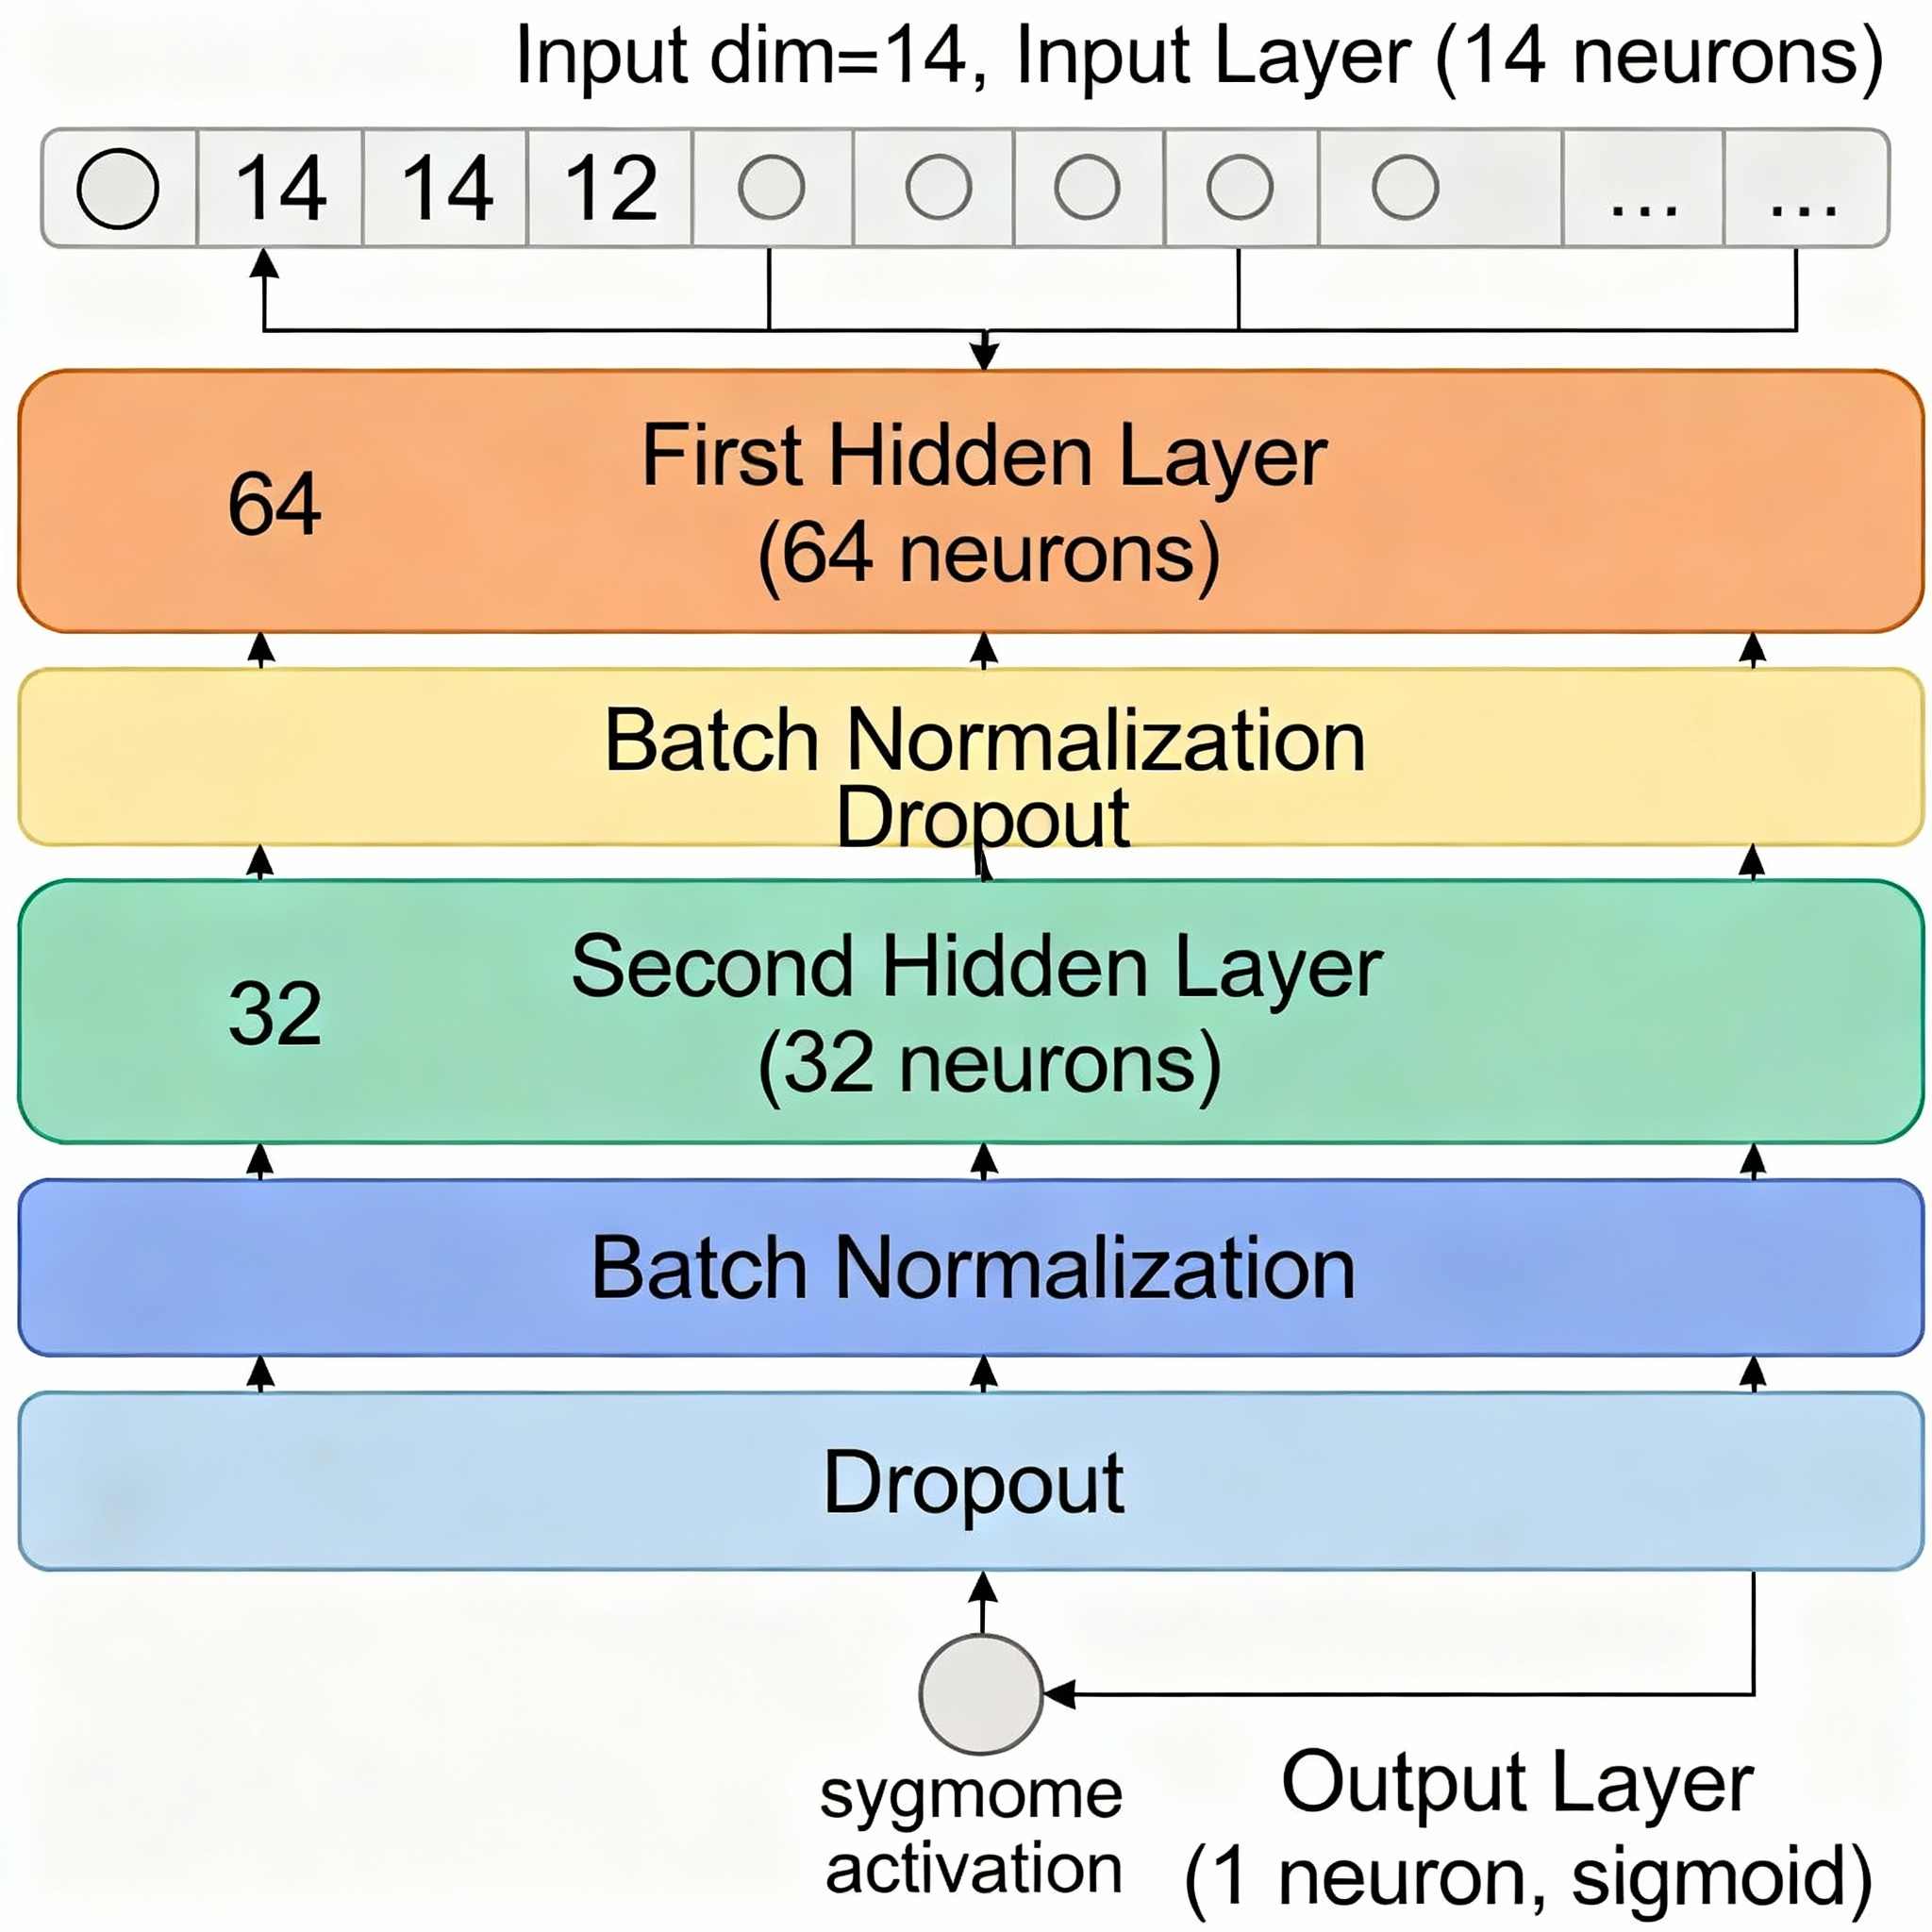 Input dim=14, Input Layer (14 neurons)
14 14 12 ... ...
First Hidden Layer
64
(64 neurons)
Batch Normalization
Dropout
Second Hidden Layer
32
(32 neurons)
Batch Normalization
Dropout
sygmome
activation
Output Layer
(1 neuron, sigmoid)